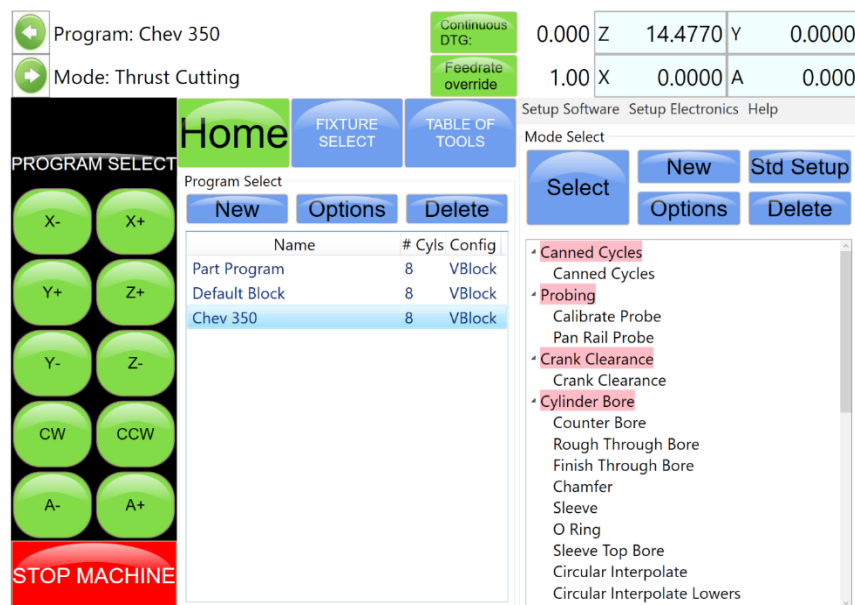 Program: Chev 350
Continuous DTG:
0.000 Z 14.4770 Y 0.0000
Mode: Thrust Cutting
Feedrate override
1.00 X 0.0000 A 0.000
PROGRAM SELECT
X- X+
Y+ Z+
Y- Z-
CW CCW
A- A+
STOP MACHINE
Home
FIXTURE SELECT
TABLE OF TOOLS
Program Select
New Options Delete
Name # Cyls Config
Part Program 8 VBlock
Default Block 8 VBlock
Chev 350 8 VBlock
Setup Software Setup Electronics Help
Mode Select
Select
New Std Setup
Options Delete
Canned Cycles
Canned Cycles
Probing
Calibrate Probe
Pan Rail Probe
Crank Clearance
Crank Clearance
Cylinder Bore
Counter Bore
Rough Through Bore
Finish Through Bore
Chamfer
Sleeve
O Ring
Sleeve Top Bore
Circular Interpolate
Circular Interpolate Lowers